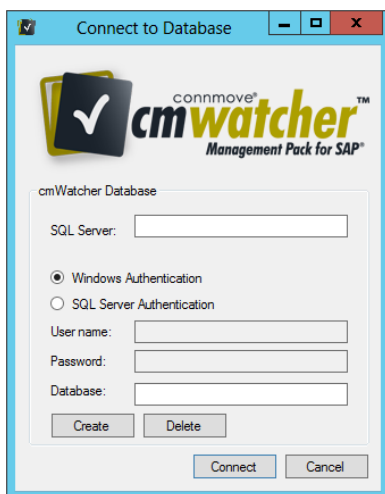 Connect to Database
connmove®
cmwatcher™
Management Pack for SAP®
cmWatcher Database
SQL Server:
Windows Authentication
SQL Server Authentication
User name:
Password:
Database:
Create Delete
Connect Cancel